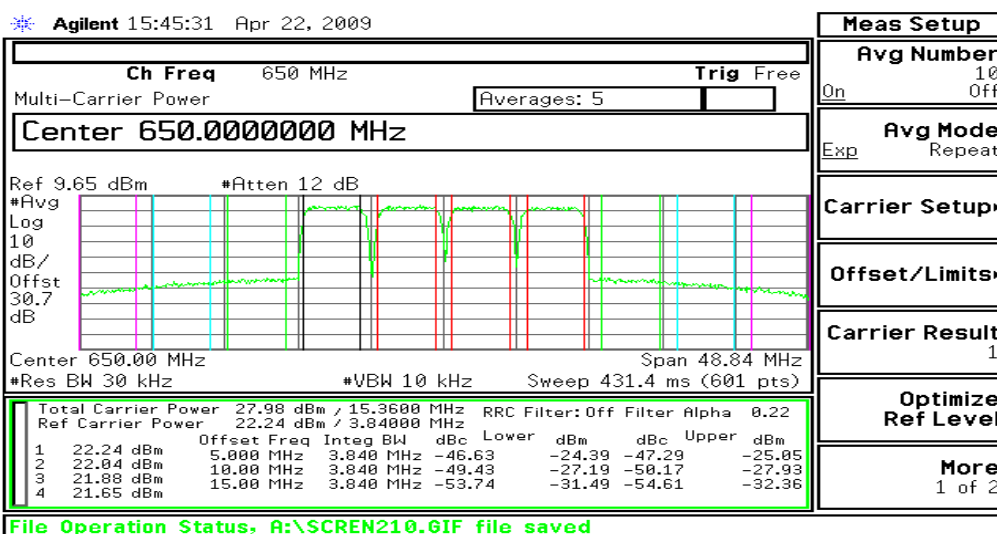 Agilent 15:45:31 Apr 22, 2009
Ch Freq 650 MHz Trig Free
Multi-Carrier Power Averages: 5
Center 650.0000000 MHz
Ref 9.65 dBm #Atten 12 dB
#Avg
Log
10
dB/
Offst
30.7
dB
Center 650.00 MHz Span 48.84 MHz
#Res BW 30 kHz #VBW 10 kHz Sweep 431.4 ms (601 pts)
Total Carrier Power 27.98 dBm / 15.3600 MHz RRC Filter: Off Filter Alpha 0.22
Ref Carrier Power 22.24 dBm / 3.84000 MHz
Offset Freq Integ BW dBc Lower dBm dBc Upper dBm
1 22.24 dBm 5.000 MHz 3.840 MHz -46.63 -24.39 -47.29 -25.05
2 22.04 dBm 10.00 MHz 3.840 MHz -49.43 -27.19 -50.17 -27.93
3 21.88 dBm 15.00 MHz 3.840 MHz -53.74 -31.49 -54.61 -32.36
4 21.65 dBm
File Operation Status, A:\SCREN210.GIF file saved
Meas Setup
Avg Number
10
On Off
Avg Mode
Exp Repeat
Carrier Setup
Offset/Limits
Carrier Result
1
Optimize
Ref Level
More
1 of 2